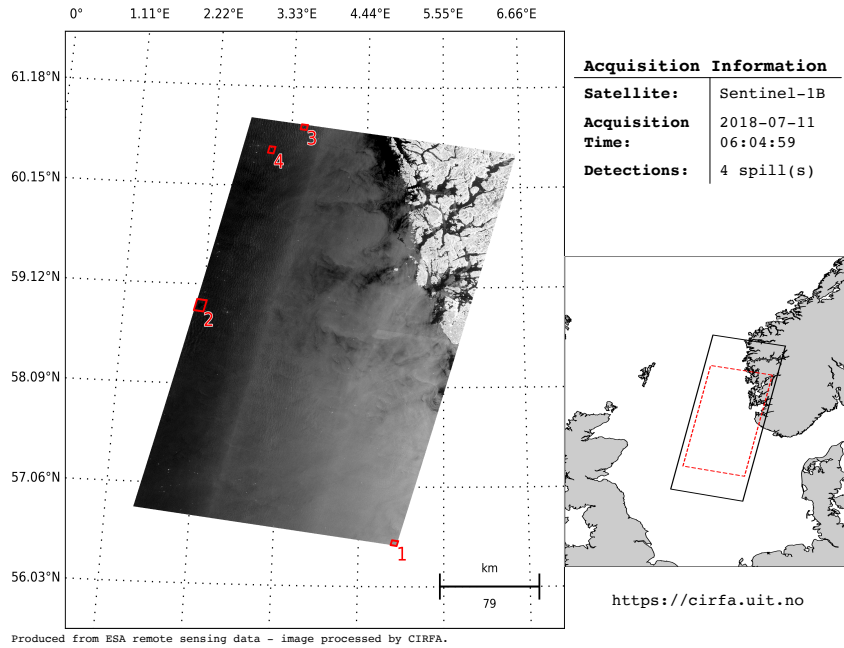 0° 1.11°E 2.22°E 3.33°E 4.44°E 5.55°E 6.66°E
61.18°N
60.15°N
59.12°N
58.09°N
57.06°N
56.03°N
3
4
2
1
km
79
Acquisition Information
Satellite: Sentinel-1B
Acquisition Time: 2018-07-11 06:04:59
Detections: 4 spill(s)
https://cirfa.uit.no
Produced from ESA remote sensing data - image processed by CIRFA.